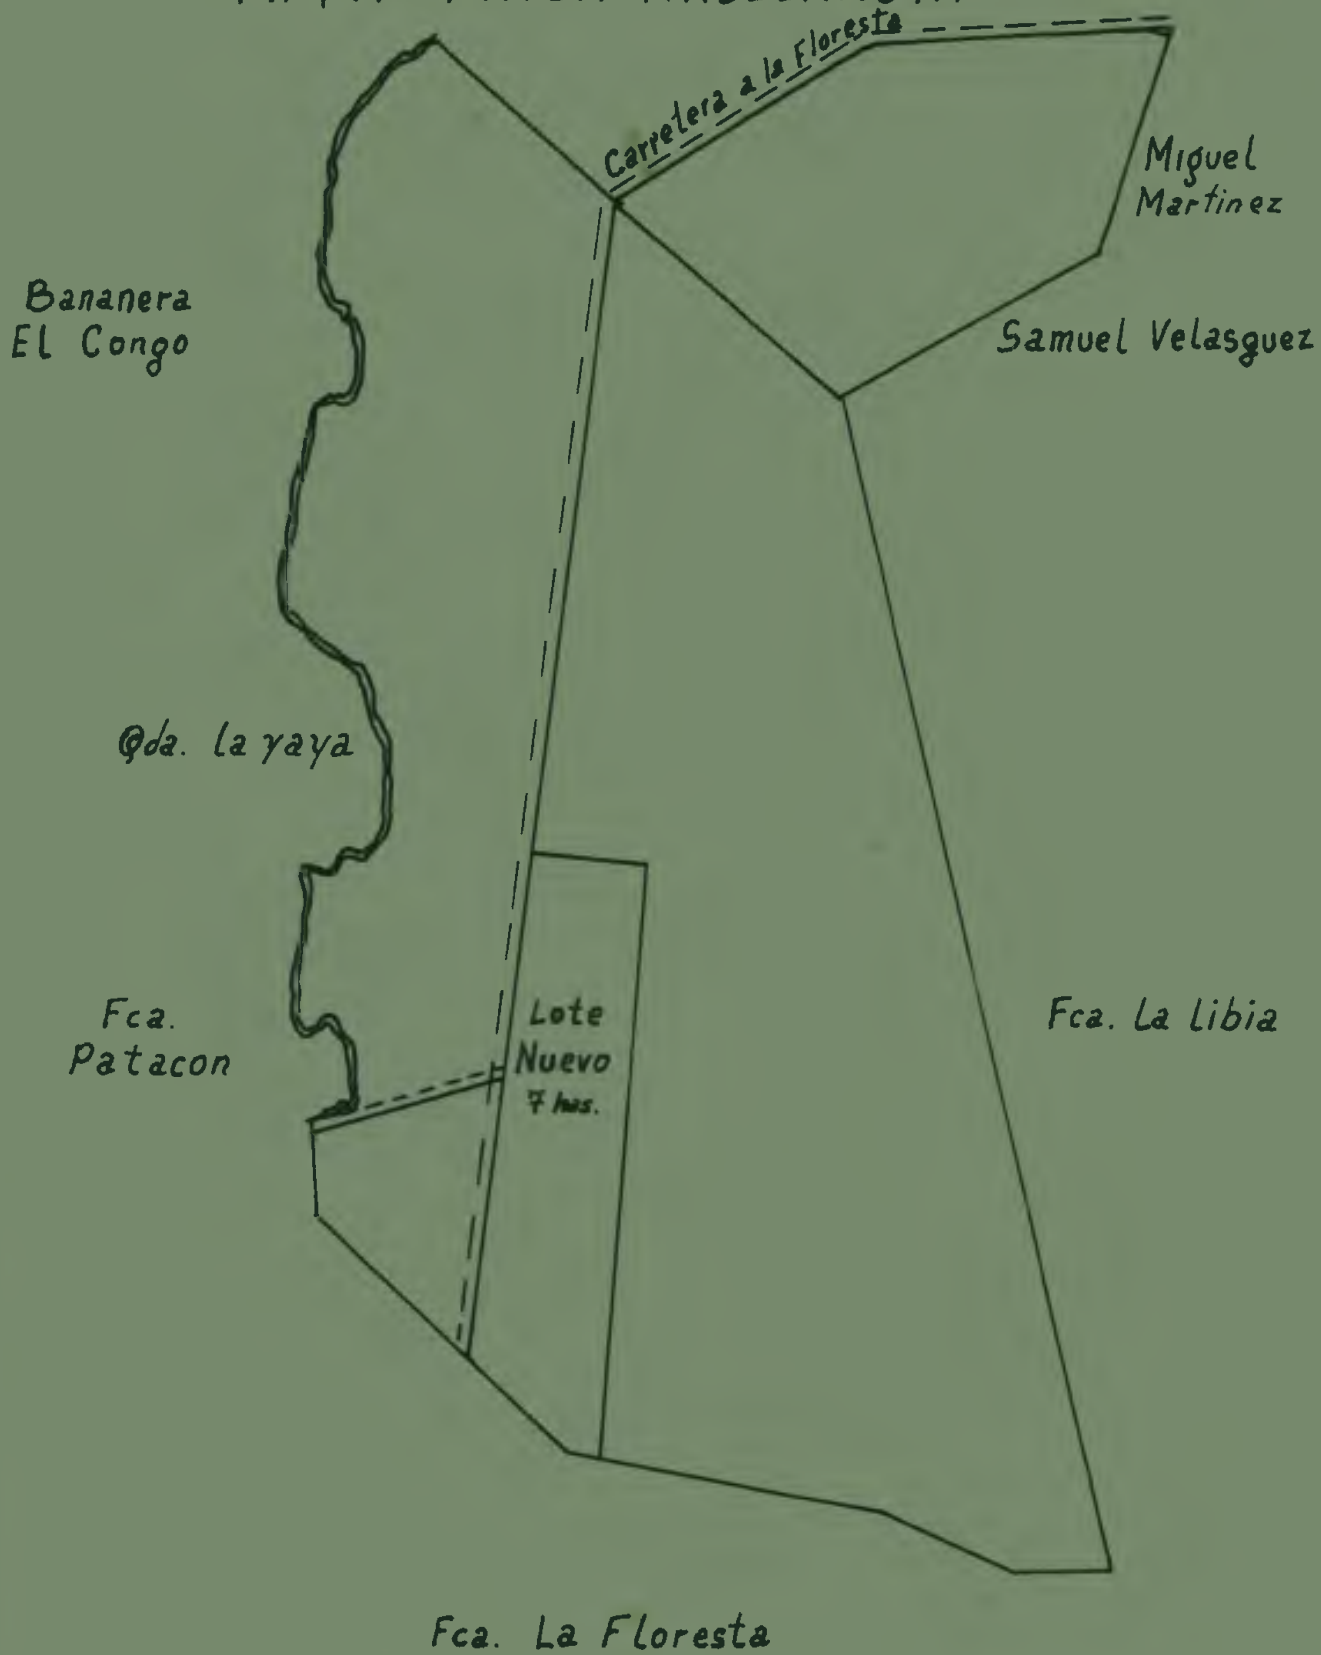 Carretera a la Floresta
Miguel
Martinez
Bananera
El Congo
Samuel Velasguez
Qda. la yaya
Fca.
Patacon
Lote
Nuevo
7 has.
Fca. La libia
Fca. La Floresta